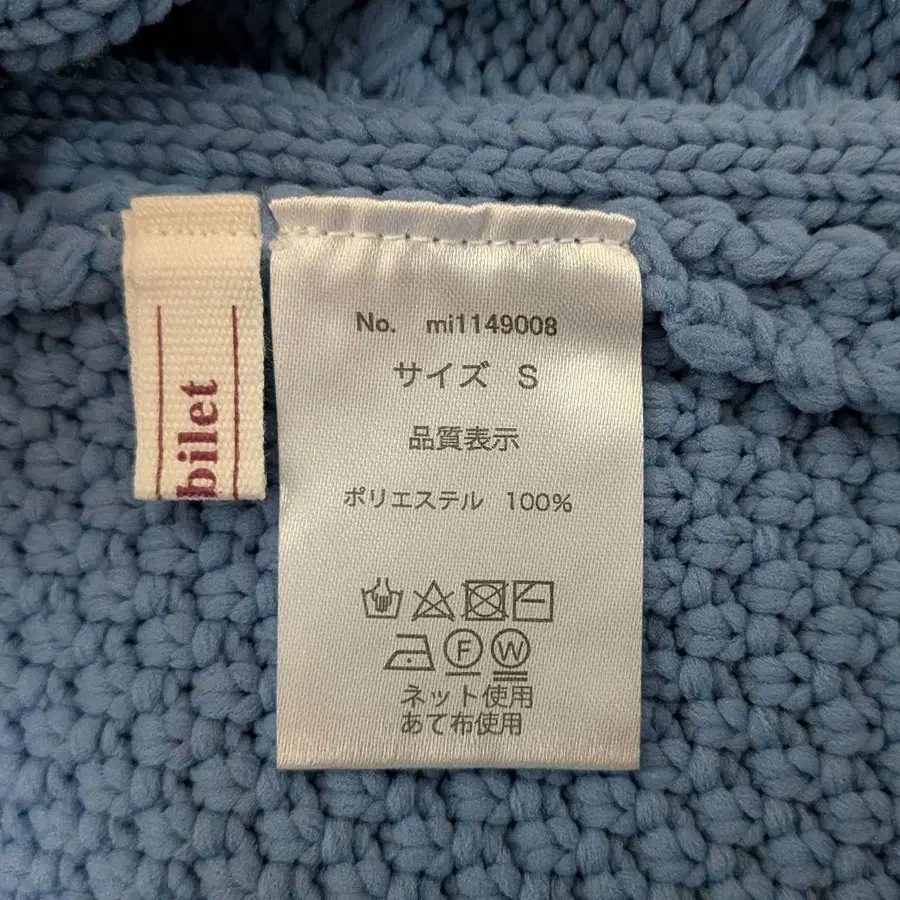 bilet
No. mi1149008
サイズ S
品質表示
ポリエステル 100%
F W
ネット使用
あて布使用